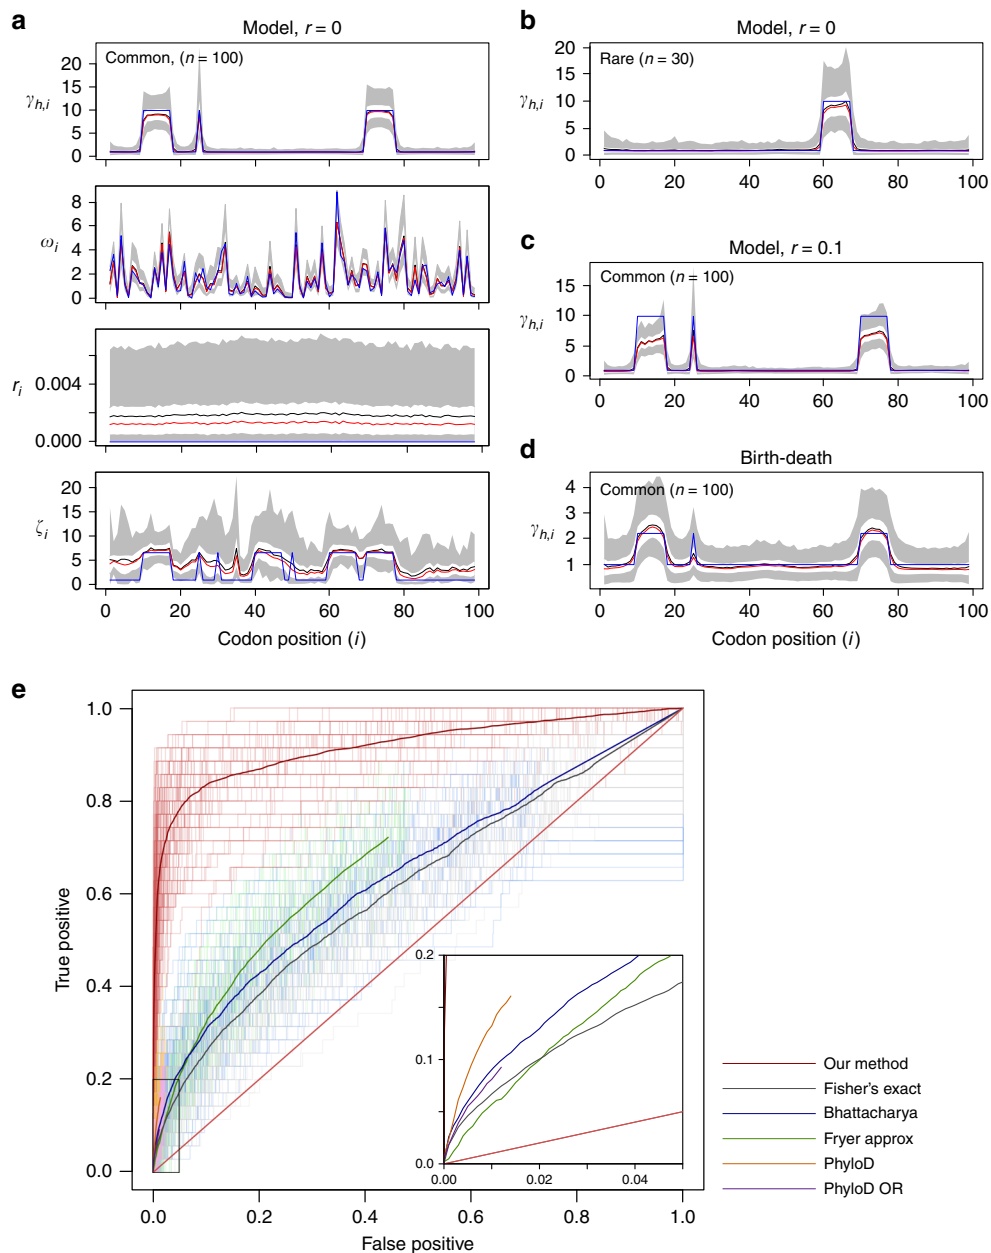 a
Model, r = 0
Common, (n = 100)
γh,i
20
15
10
5
0
ωi
8
6
4
2
0
ri
0.004
0.000
ζi
20
15
10
5
0
0 20 40 60 80 100
Codon position (i)
b
Model, r = 0
Rare (n = 30)
γh,i
20
15
10
5
0
0 20 40 60 80 100
c
Model, r = 0.1
Common (n = 100)
γh,i
15
10
5
0
0 20 40 60 80 100
d
Birth-death
Common (n = 100)
γh,i
4
3
2
1
0 20 40 60 80 100
Codon position (i)
e
True positive
1.0
0.8
0.6
0.4
0.2
0.0
0.0 0.2 0.4 0.6 0.8 1.0
False positive
0.2
0.1
0.0
0.00 0.02 0.04
Our method
Fisher's exact
Bhattacharya
Fryer approx
PhyloD
PhyloD OR